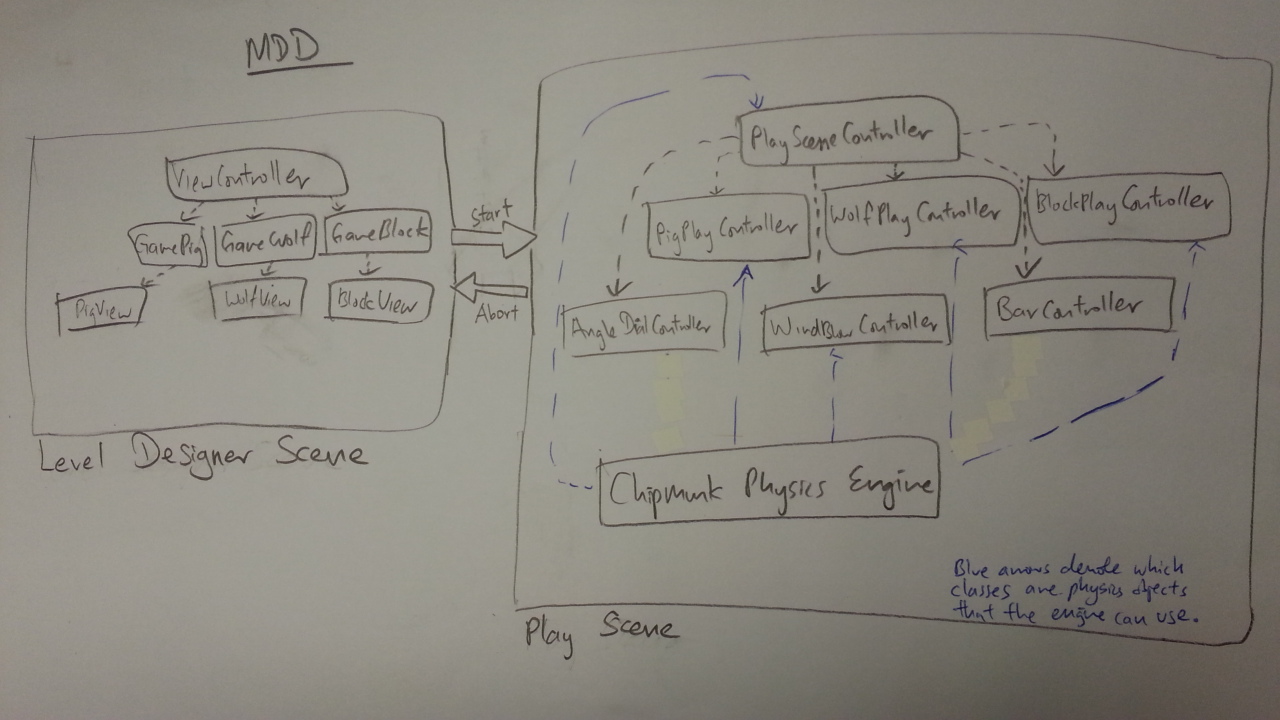 MDD
ViewController
GamePig
GameWolf
GameBlock
PigView
WolfView
BlockView
Level Designer Scene
start
Abort
PlaySceneController
PigPlayController
WolfPlayController
BlockPlayController
AngleDialController
WindBlowController
BarController
Chipmunk Physics Engine
Blue arrows denote which
classes are physics objects
that the engine can use.
Play Scene